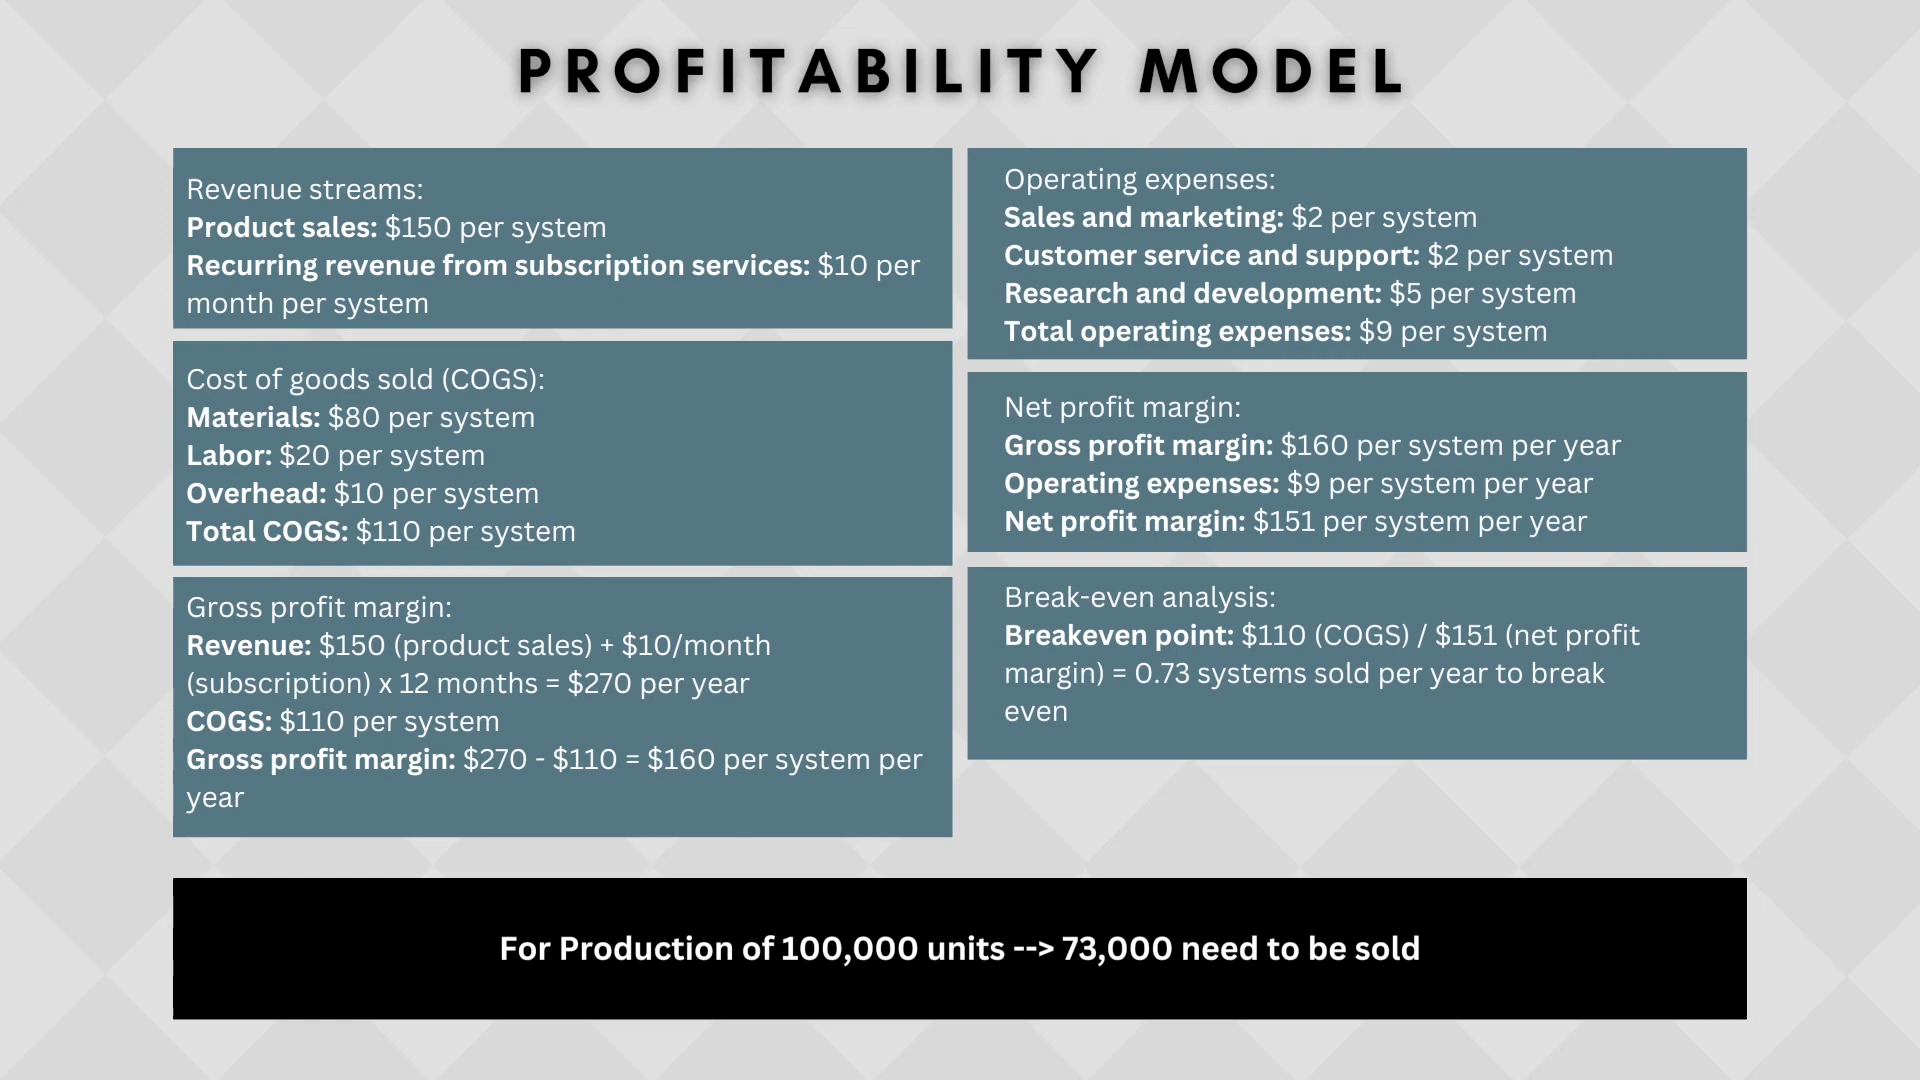 PROFITABILITY MODEL
Revenue streams:
Product sales: $150 per system
Recurring revenue from subscription services: $10 per
month per system
Cost of goods sold (COGS):
Materials: $80 per system
Labor: $20 per system
Overhead: $10 per system
Total COGS: $110 per system
Gross profit margin:
Revenue: $150 (product sales) + $10/month
(subscription) x 12 months = $270 per year
COGS: $110 per system
Gross profit margin: $270 - $110 = $160 per system per
year
Operating expenses:
Sales and marketing: $2 per system
Customer service and support: $2 per system
Research and development: $5 per system
Total operating expenses: $9 per system
Net profit margin:
Gross profit margin: $160 per system per year
Operating expenses: $9 per system per year
Net profit margin: $151 per system per year
Break-even analysis:
Breakeven point: $110 (COGS) / $151 (net profit
margin) = 0.73 systems sold per year to break
even
For Production of 100,000 units --> 73,000 need to be sold